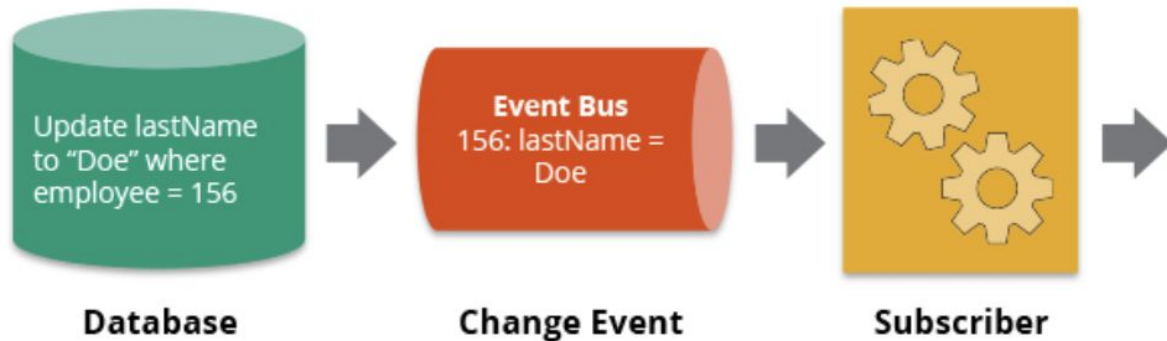 Update lastName
to “Doe” where
employee = 156
Event Bus
156: lastName =
Doe
Database
Change Event
Subscriber